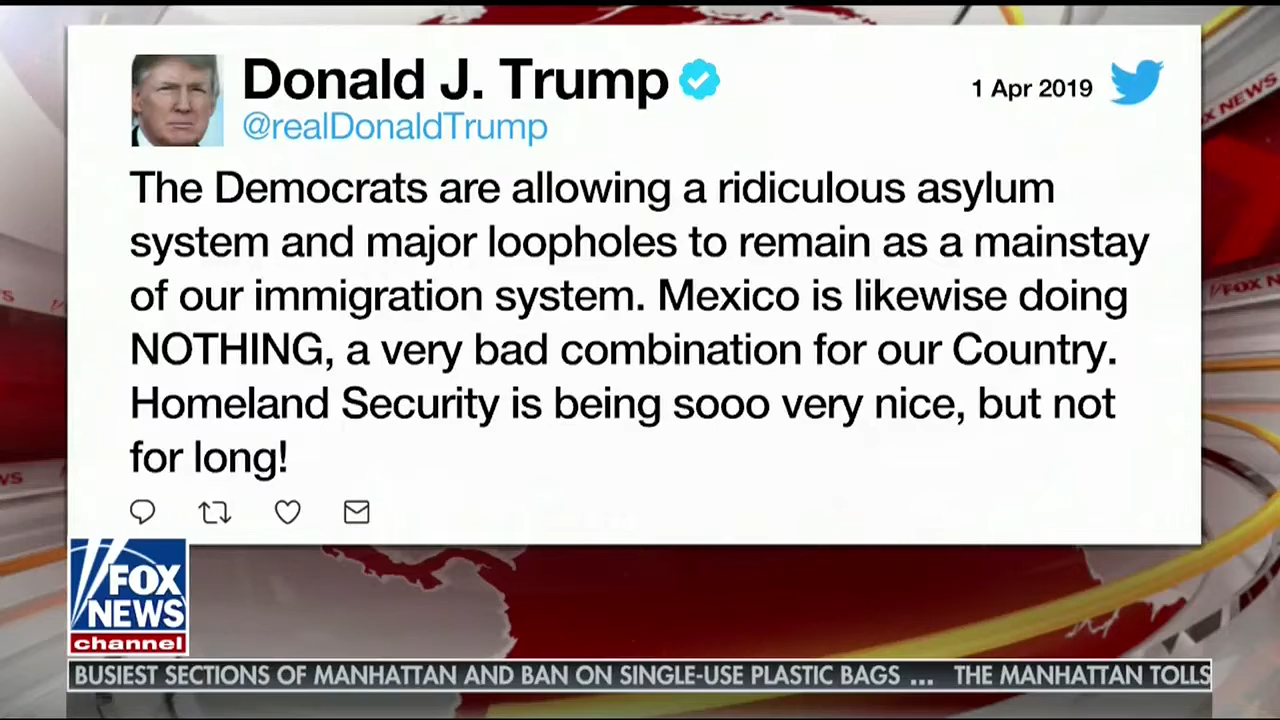 Donald J. Trump
1 Apr 2019
@realDonaldTrump
The Democrats are allowing a ridiculous asylum
system and major loopholes to remain as a mainstay
of our immigration system. Mexico is likewise doing
NOTHING, a very bad combination for our Country.
Homeland Security is being sooo very nice, but not
for long!
FOX
NEWS
channel
BUSIEST SECTIONS OF MANHATTAN AND BAN ON SINGLE-USE PLASTIC BAGS ... THE MANHATTAN TOLLS